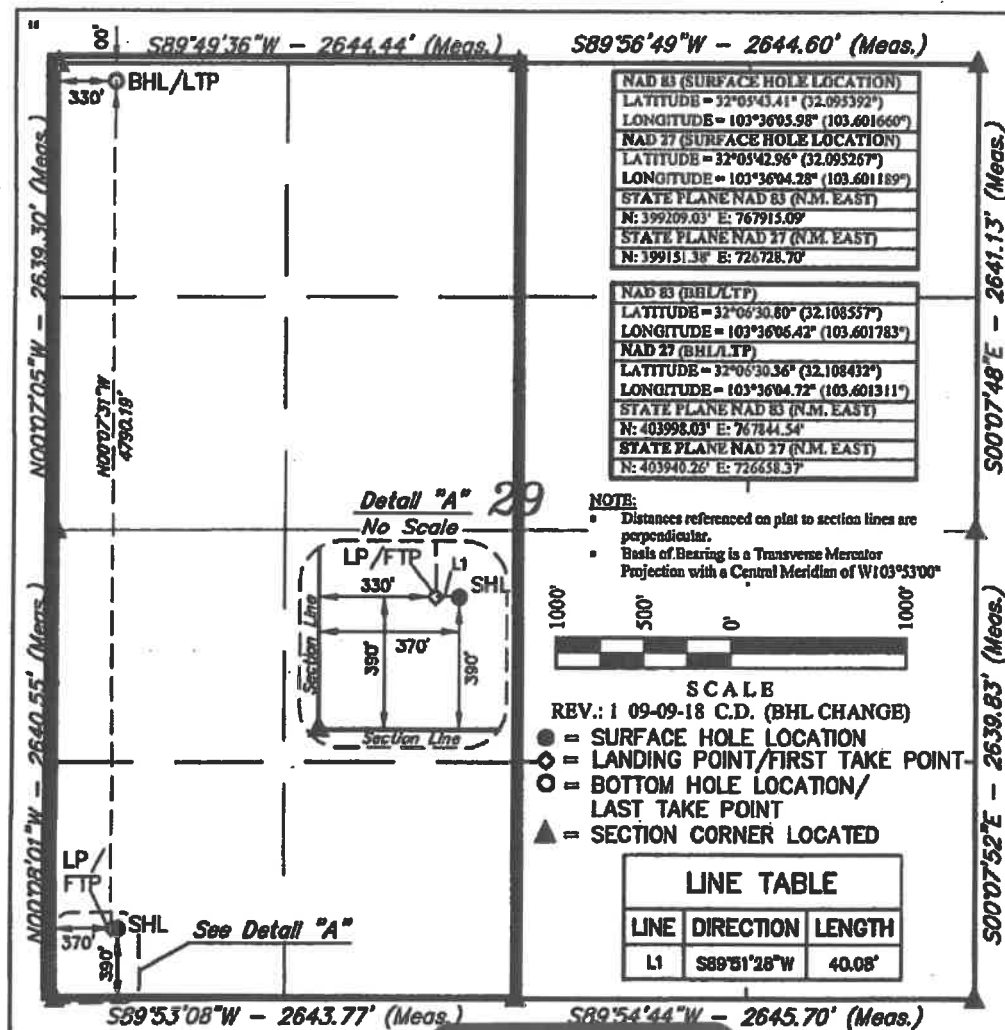 S89°49'36"W - 2644.44' (Meas.)
S89°56'49"W - 2644.60' (Meas.)
00'
330'
BHL/LTP
N00°07'05"W - 2639.30' (Meas.)
N00°07'31"W
4790.19'
NAD 83 (SURFACE HOLE LOCATION)
LATITUDE = 32°05'43.41" (32.095392°)
LONGITUDE = 103°36'05.98" (103.601660°)
NAD 27 (SURFACE HOLE LOCATION)
LATITUDE = 32°05'42.96" (32.095267°)
LONGITUDE = 103°36'04.28" (103.601189°)
STATE PLANE NAD 83 (N.M. EAST)
N: 399209.03' E: 767915.09'
STATE PLANE NAD 27 (N.M. EAST)
N: 399151.38' E: 726728.70'
NAD 83 (BHL/LTP)
LATITUDE = 32°06'30.80" (32.108557°)
LONGITUDE = 103°36'06.42" (103.601783°)
NAD 27 (BHL/LTP)
LATITUDE = 32°06'30.36" (32.108432°)
LONGITUDE = 103°36'04.72" (103.601311°)
STATE PLANE NAD 83 (N.M. EAST)
N: 403998.03' E: 767844.54'
STATE PLANE NAD 27 (N.M. EAST)
N: 403940.26' E: 726658.37'
S00°07'48"E - 2641.13' (Meas.)
29
Detail "A"
No Scale
LP
/FTP
L1
SHL
330'
370'
390'
390'
Section Line
Section Line
NOTE:
▪ Distances referenced on plat to section lines are
perpendicular.
▪ Basis of Bearing is a Transverse Mercator
Projection with a Central Meridian of W103°53'00"
1000'
500'
0'
1000'
SCALE
REV.: 1 09-09-18 C.D. (BHL CHANGE)
= SURFACE HOLE LOCATION
= LANDING POINT/FIRST TAKE POINT
= BOTTOM HOLE LOCATION/
LAST TAKE POINT
= SECTION CORNER LOCATED
LINE TABLE
LINE DIRECTION LENGTH
L1 S89°51'28"W 40.08'
N00°08'01"W - 2640.55' (Meas.)
S00°07'52"E - 2639.83' (Meas.)
LP/
FTP
SHL
370'
390'
See Detail "A"
S89°53'08"W - 2643.77' (Meas.)
S89°54'44"W - 2645.70' (Meas.)